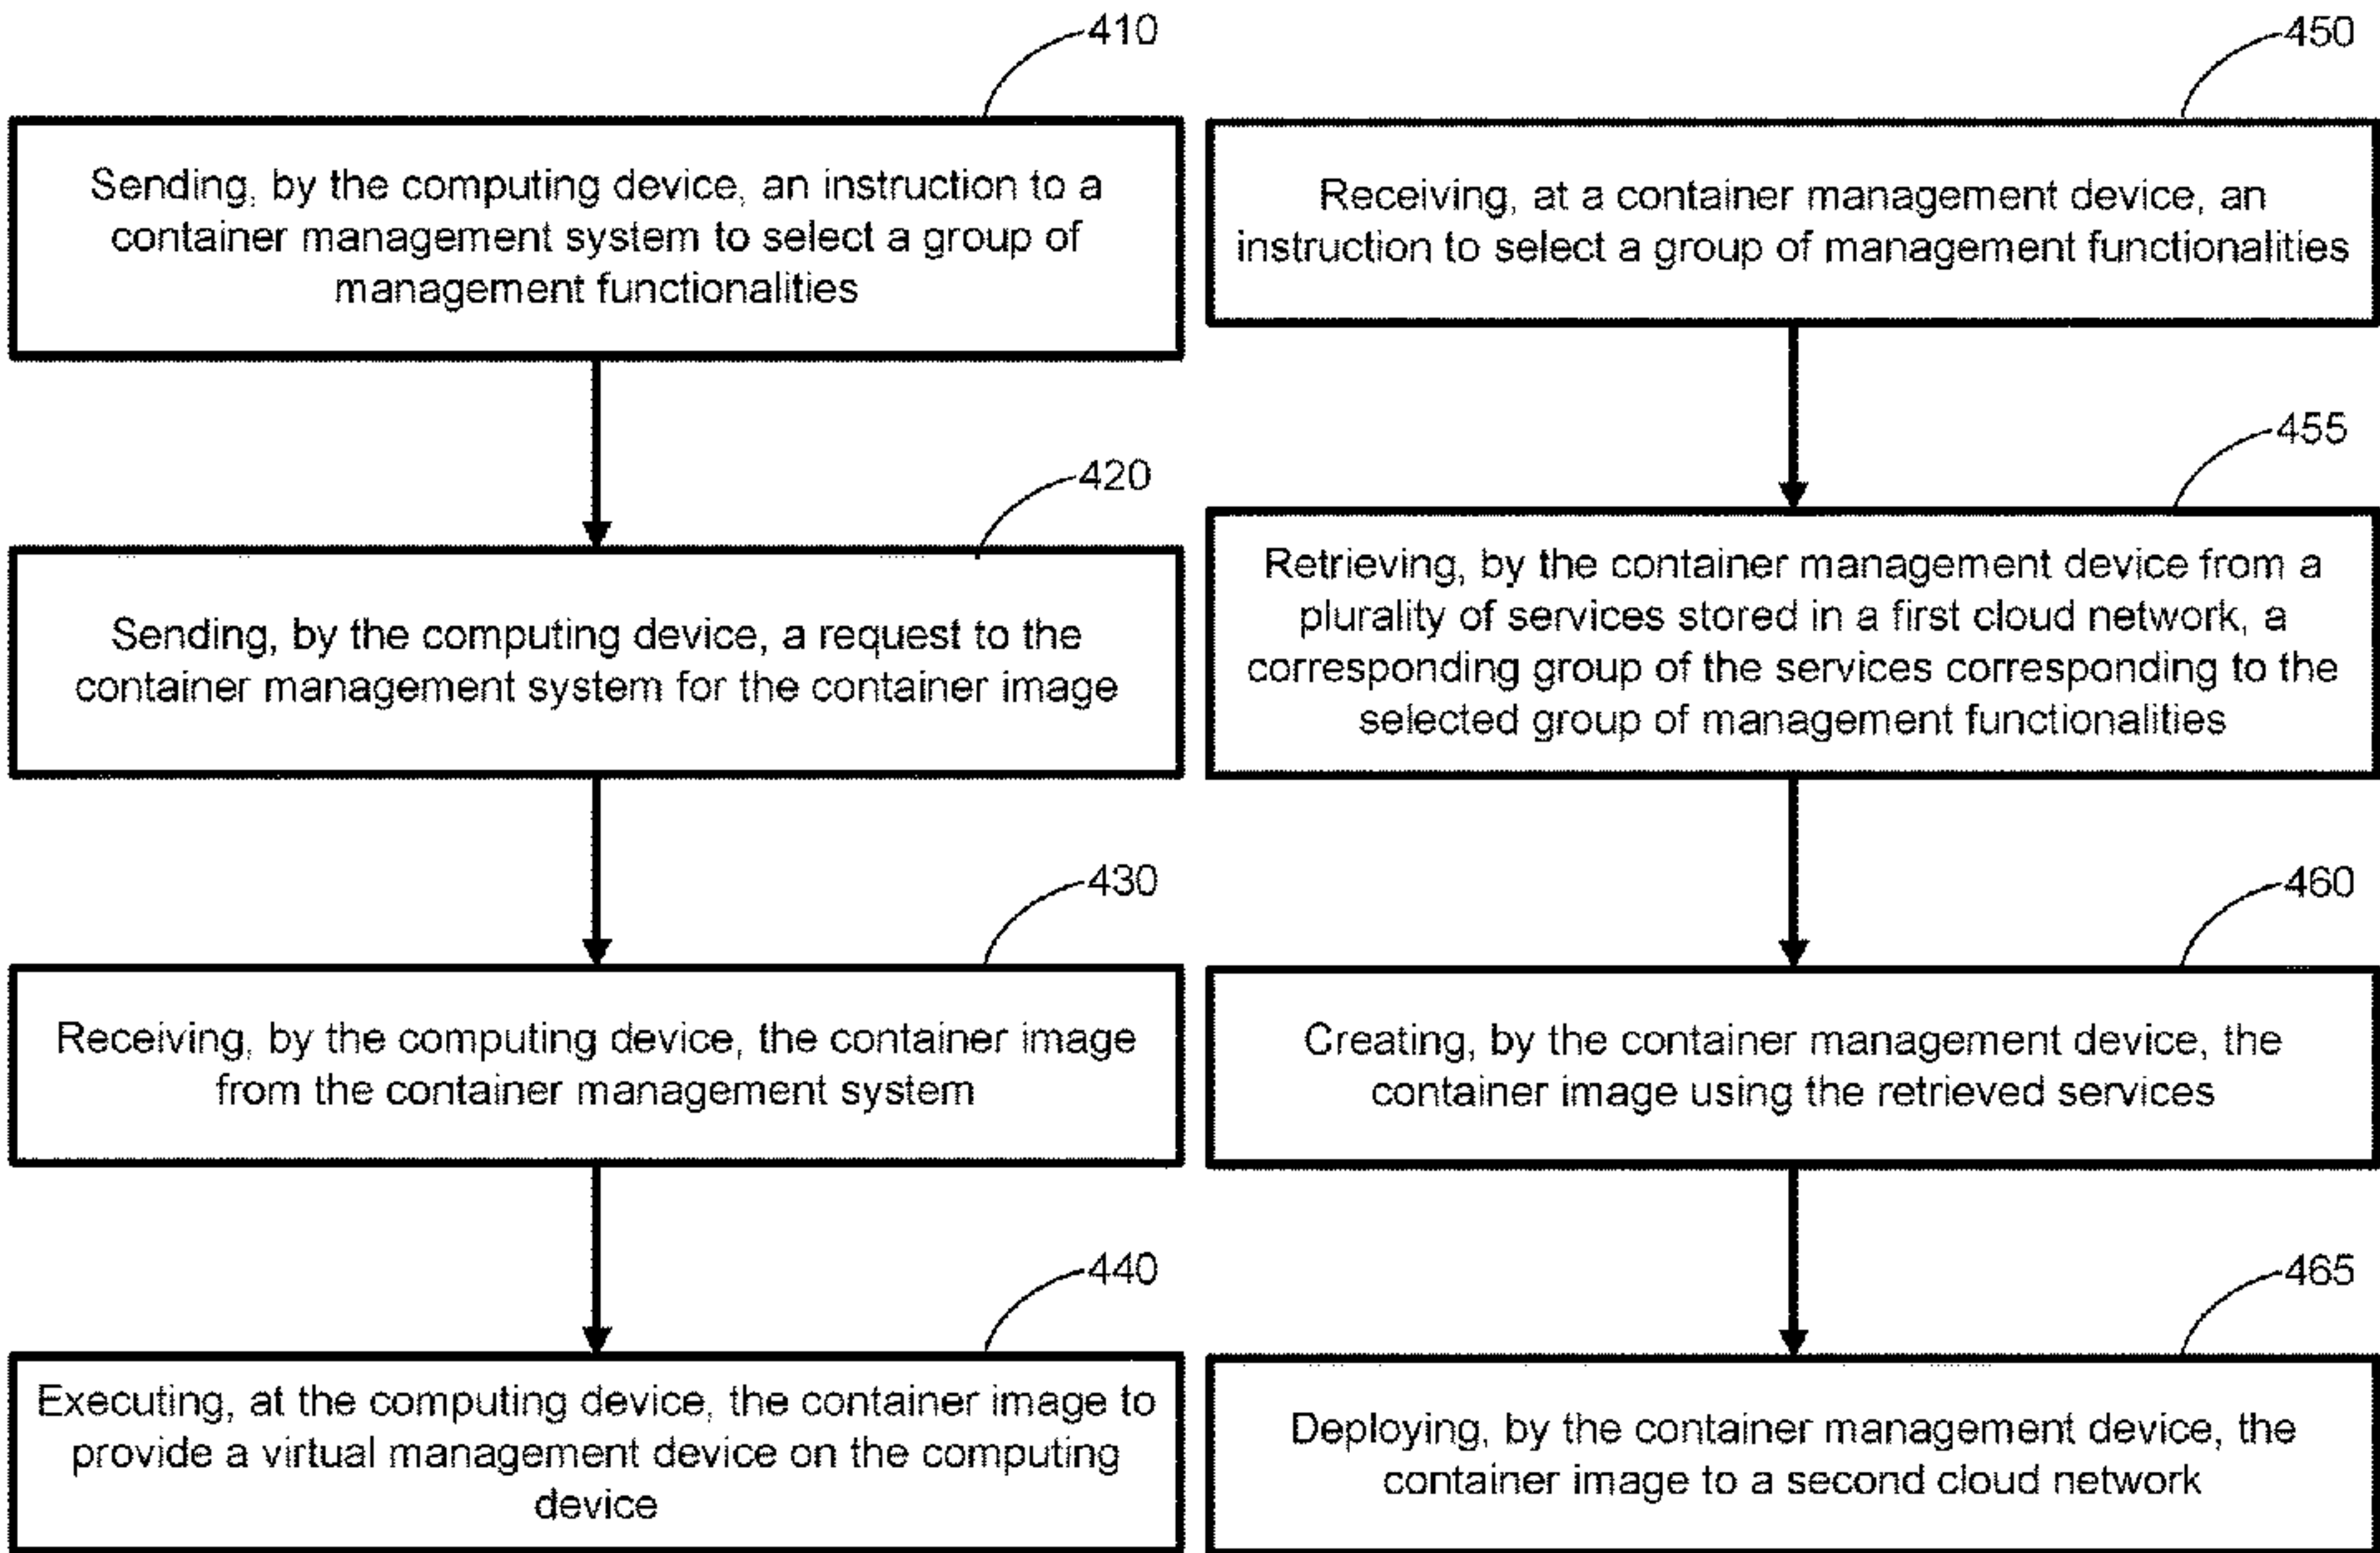 410
Sending, by the computing device, an instruction to a
container management system to select a group of
management functionalities
420
Sending, by the computing device, a request to the
container management system for the container image
430
Receiving, by the computing device, the container image
from the container management system
440
Executing, at the computing device, the container image to
provide a virtual management device on the computing
device
450
Receiving, at a container management device, an
instruction to select a group of management functionalities
455
Retrieving, by the container management device from a
plurality of services stored in a first cloud network, a
corresponding group of the services corresponding to the
selected group of management functionalities
460
Creating, by the container management device, the
container image using the retrieved services
465
Deploying, by the container management device, the
container image to a second cloud network